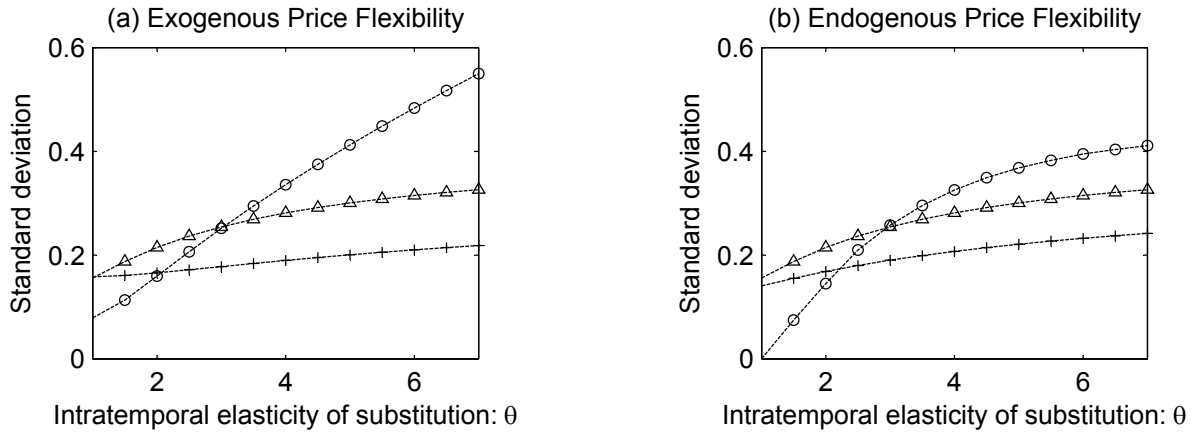 (a) Exogenous Price Flexibility
0.6
0.4
0.2
0
Standard deviation
2 4 6
Intratemporal elasticity of substitution: θ
(b) Endogenous Price Flexibility
0.6
0.4
0.2
0
Standard deviation
2 4 6
Intratemporal elasticity of substitution: θ